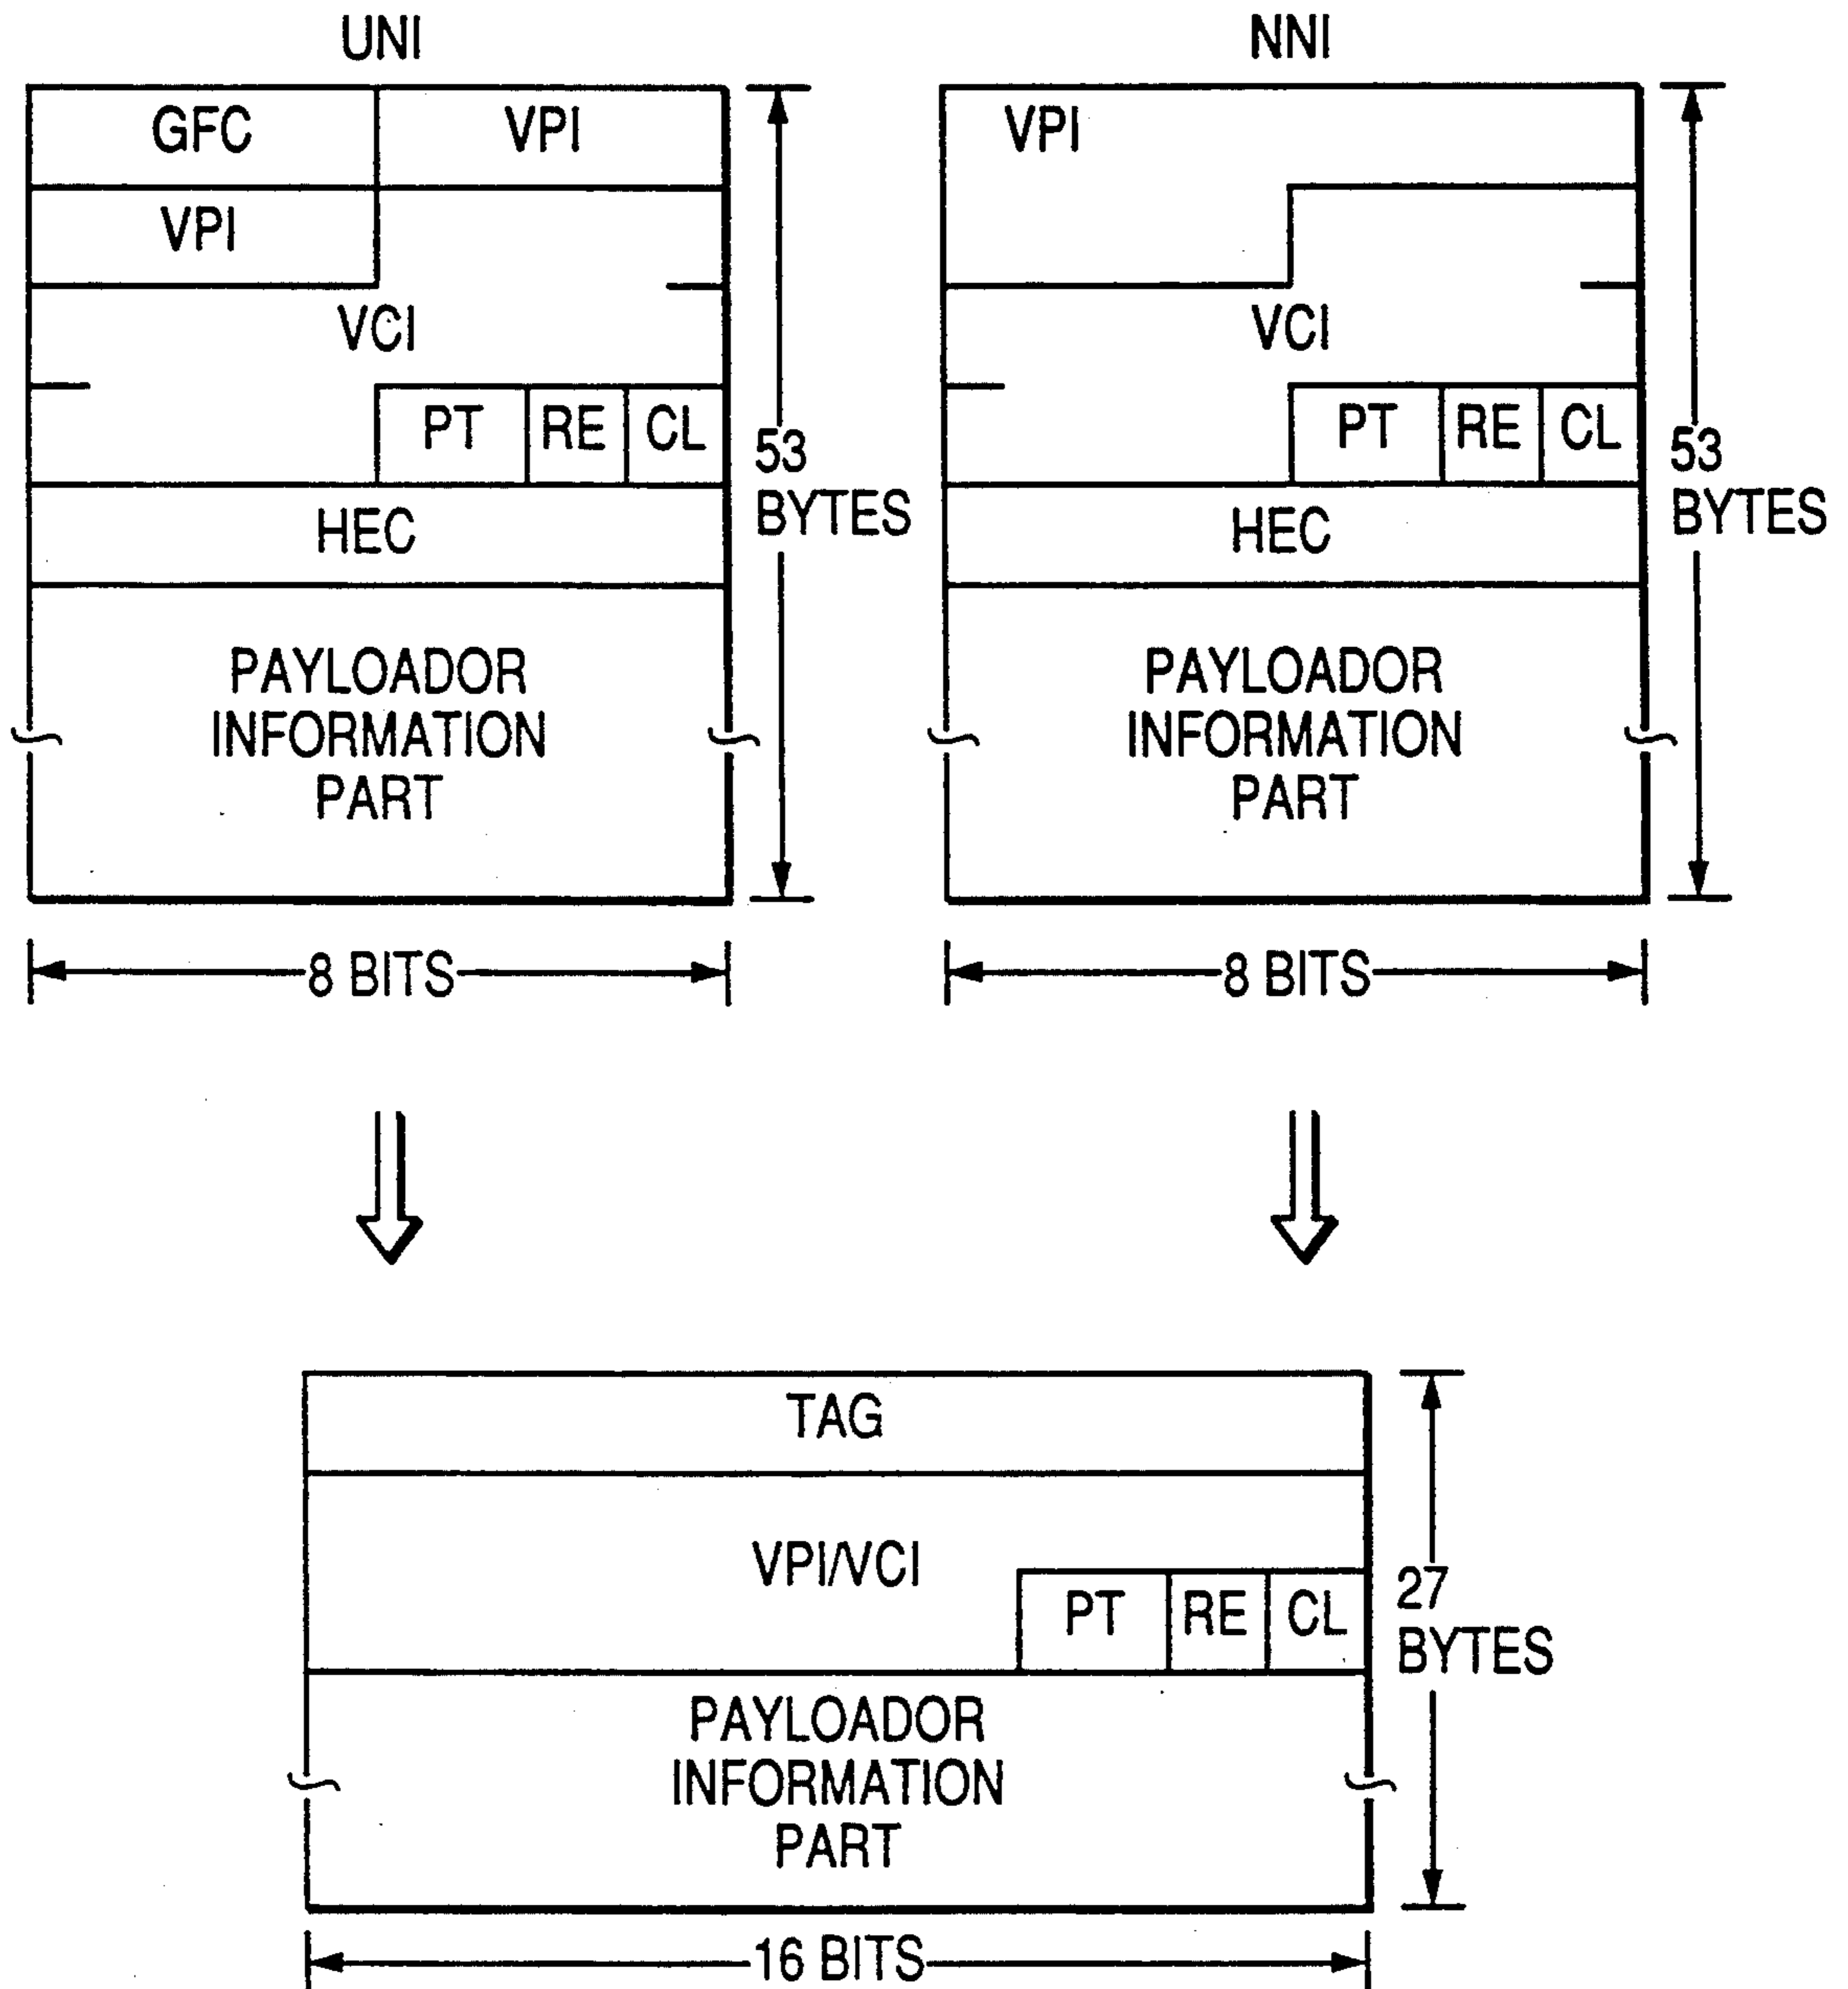 UNI
GFC
VPI
VPI
VCI
PT
RE
CL
HEC
PAYLOADOR
INFORMATION
PART
53
BYTES
8 BITS
NNI
VPI
VCI
PT
RE
CL
HEC
PAYLOADOR
INFORMATION
PART
53
BYTES
8 BITS
TAG
VPI/VCI
PT
RE
CL
PAYLOADOR
INFORMATION
PART
27
BYTES
16 BITS